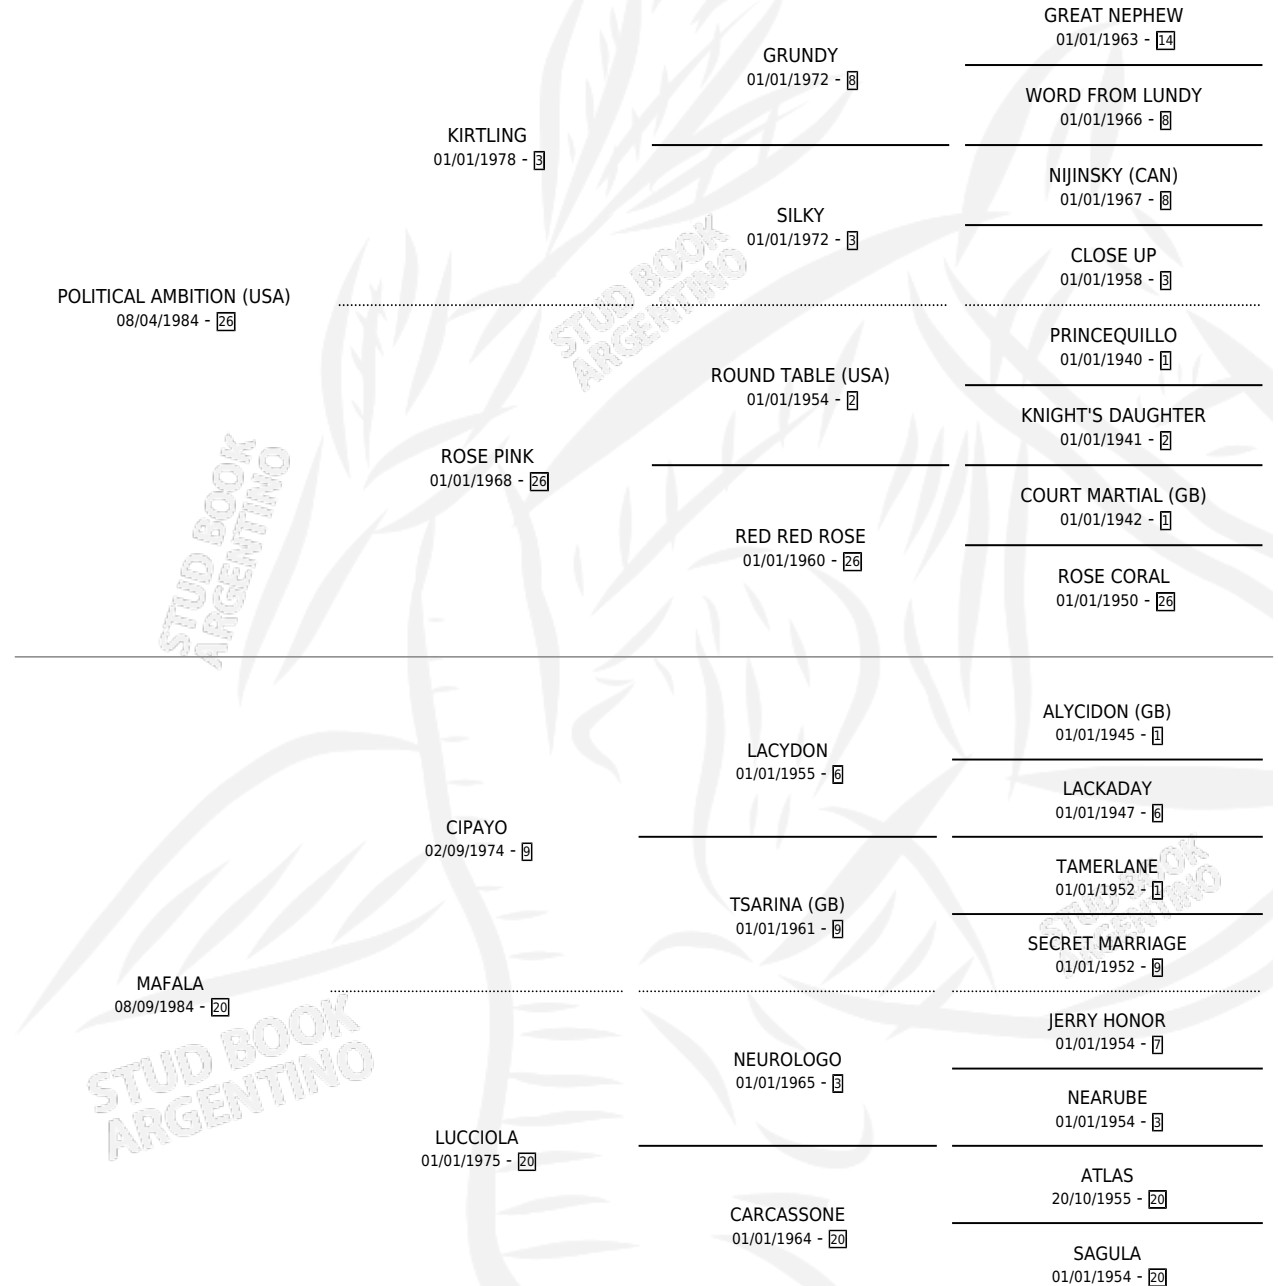 GREAT NEPHEW
01/01/1963 - 14
GRUNDY
01/01/1972 - 8
WORD FROM LUNDY
01/01/1966 - 8
KIRTLING
01/01/1978 - 3
NIJINSKY (CAN)
01/01/1967 - 8
SILKY
01/01/1972 - 3
CLOSE UP
01/01/1958 - 3
POLITICAL AMBITION (USA)
08/04/1984 - 26
PRINCEQUILLO
01/01/1940 - 1
ROUND TABLE (USA)
01/01/1954 - 2
KNIGHT'S DAUGHTER
01/01/1941 - 2
ROSE PINK
01/01/1968 - 26
COURT MARTIAL (GB)
01/01/1942 - 1
RED RED ROSE
01/01/1960 - 26
ROSE CORAL
01/01/1950 - 26
STUD BOOK
ARGENTINO
STUD BOOK
ARGENTINO
ALYCIDON (GB)
01/01/1945 - 1
LACYDON
01/01/1955 - 6
LACKADAY
01/01/1947 - 6
CIPAYO
02/09/1974 - 9
TAMERLANE
01/01/1952 - 1
TSARINA (GB)
01/01/1961 - 9
SECRET MARRIAGE
01/01/1952 - 9
MAFALA
08/09/1984 - 20
JERRY HONOR
01/01/1954 - 7
NEUROLOGO
01/01/1965 - 3
NEARUBE
01/01/1954 - 3
LUCCIOLA
01/01/1975 - 20
ATLAS
20/10/1955 - 20
CARCASSONE
01/01/1964 - 20
SAGULA
01/01/1954 - 20
STUD BOOK
ARGENTINO
STUD BOOK
ARGENTINO